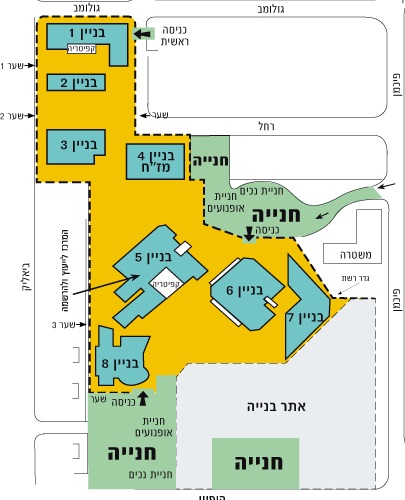 גולומב
גולומב
בניין 1
קפיטריה
כניסה
ראשית
שער 1
בניין 2
שער 2
שער
רחל
פיכמן
בניין 3
בניין 4
מז"ח
חנייה
חניית נכים
חניית
אופנועים
חנייה
כניסה
המרכז לייעוץ ולהרשמה
בניין 5
קפיטריה
משטרה
גדר רשת
ביאליק
בניין 6
בניין 7
פיכמן
שער 3
בניין 8
שער
כניסה
אתר בנייה
חניית
אופנועים
חנייה
חניית נכים
חנייה